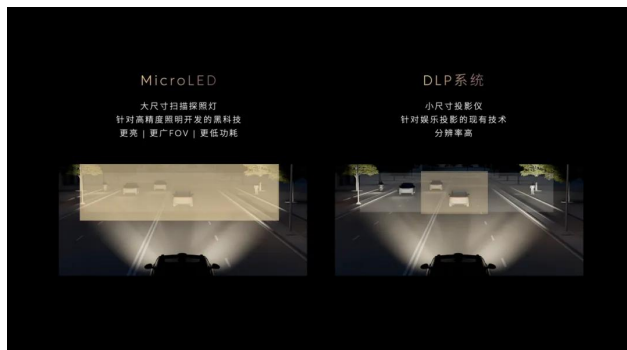 MicroLED
大尺寸扫描探照灯
针对高精度照明开发的黑科技
更亮 | 更广FOV | 更低功耗
DLP系统
小尺寸投影仪
针对娱乐投影的现有技术
分辨率高